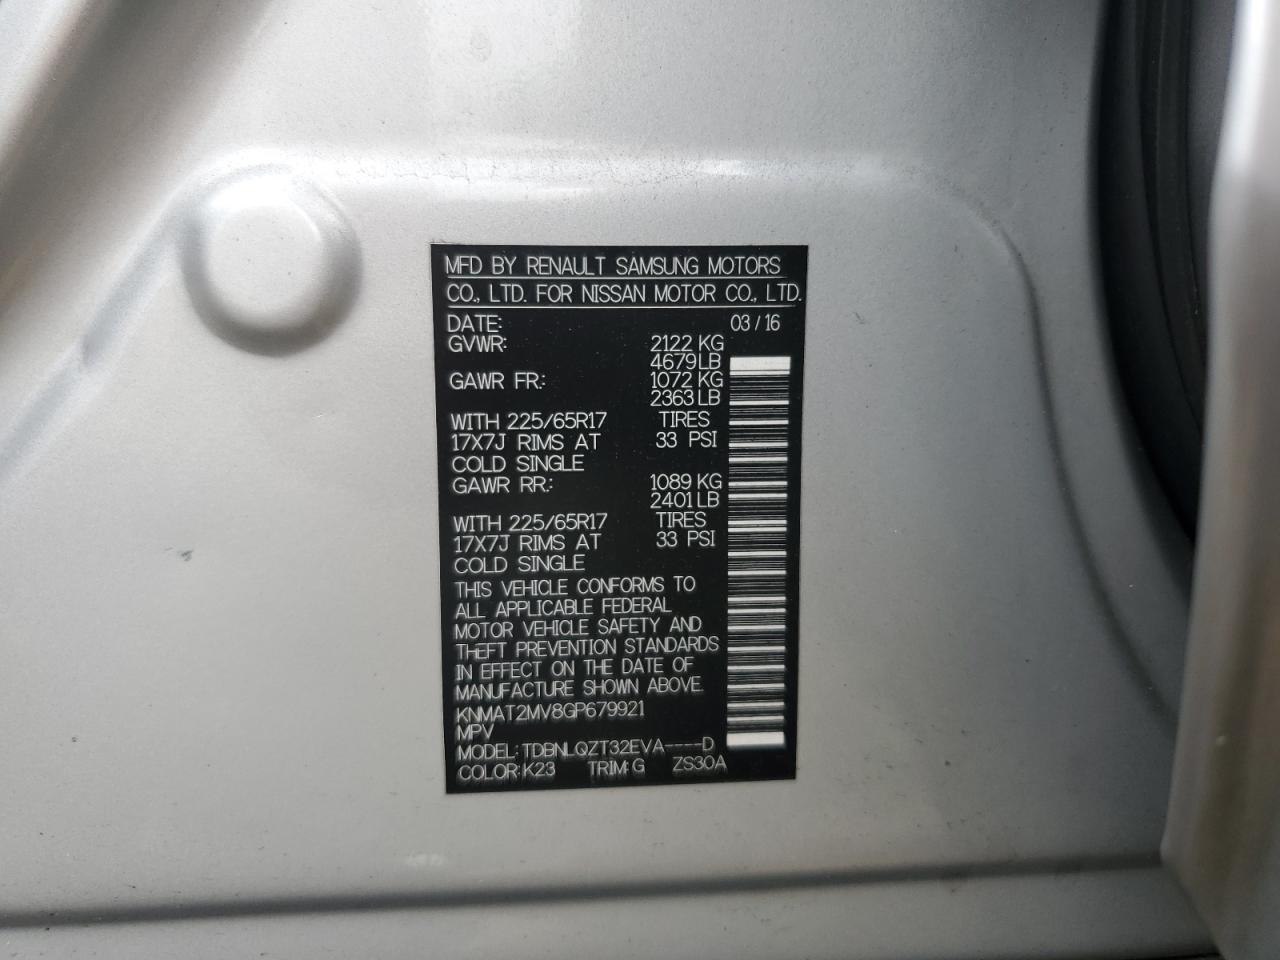 MFD BY RENAULT SAMSUNG MOTORS
CO., LTD. FOR NISSAN MOTOR CO., LTD.
DATE: 03/16
GVWR: 2122 KG
4679 LB
GAWR FR.: 1072 KG
2363 LB
WITH 225/65R17 TIRES
17X7J RIMS AT 33 PSI
COLD SINGLE
GAWR RR.: 1089 KG
2401 LB
WITH 225/65R17 TIRES
17X7J RIMS AT 33 PSI
COLD SINGLE
THIS VEHICLE CONFORMS TO
ALL APPLICABLE FEDERAL
MOTOR VEHICLE SAFETY AND
THEFT PREVENTION STANDARDS
IN EFFECT ON THE DATE OF
MANUFACTURE SHOWN ABOVE.
KNMAT2MV8GP679921
MPV
MODEL: TDBNLQZT32EVA----D
COLOR: K23 TRIM: G ZS30A